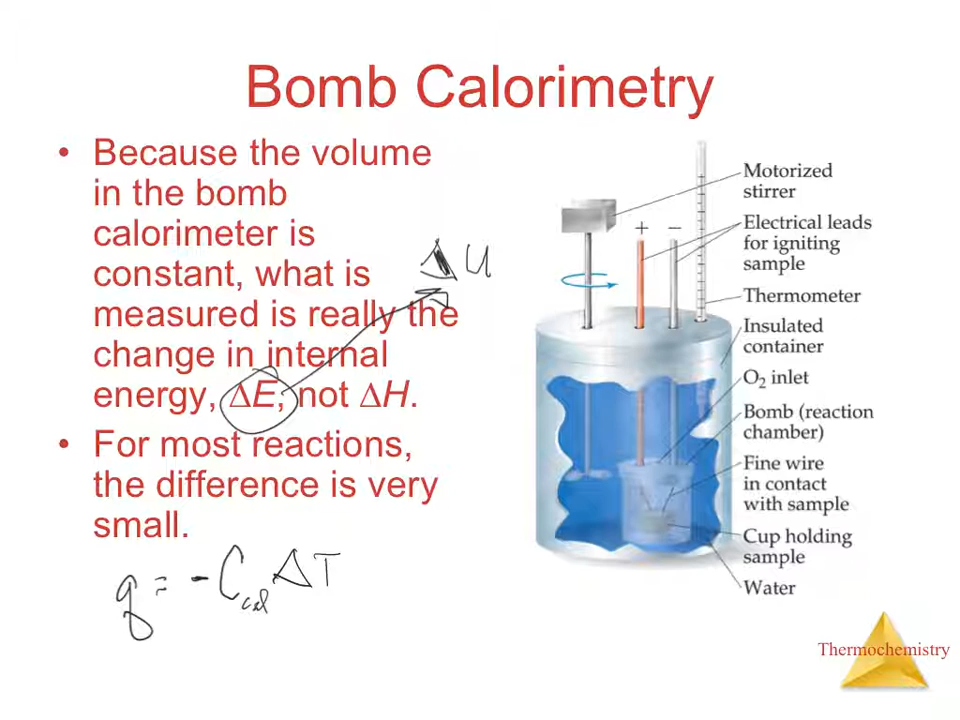 Bomb Calorimetry
• Because the volume
in the bomb
calorimeter is
constant, what is
measured is really the
change in internal
energy, ΔE, not ΔH.
ΔU
• For most reactions,
the difference is very
small.
q = - Ccal ΔT
Motorized
stirrer
+ −
Electrical leads
for igniting
sample
Thermometer
Insulated
container
O₂ inlet
Bomb (reaction
chamber)
Fine wire
in contact
with sample
Cup holding
sample
Water
Thermochemistry